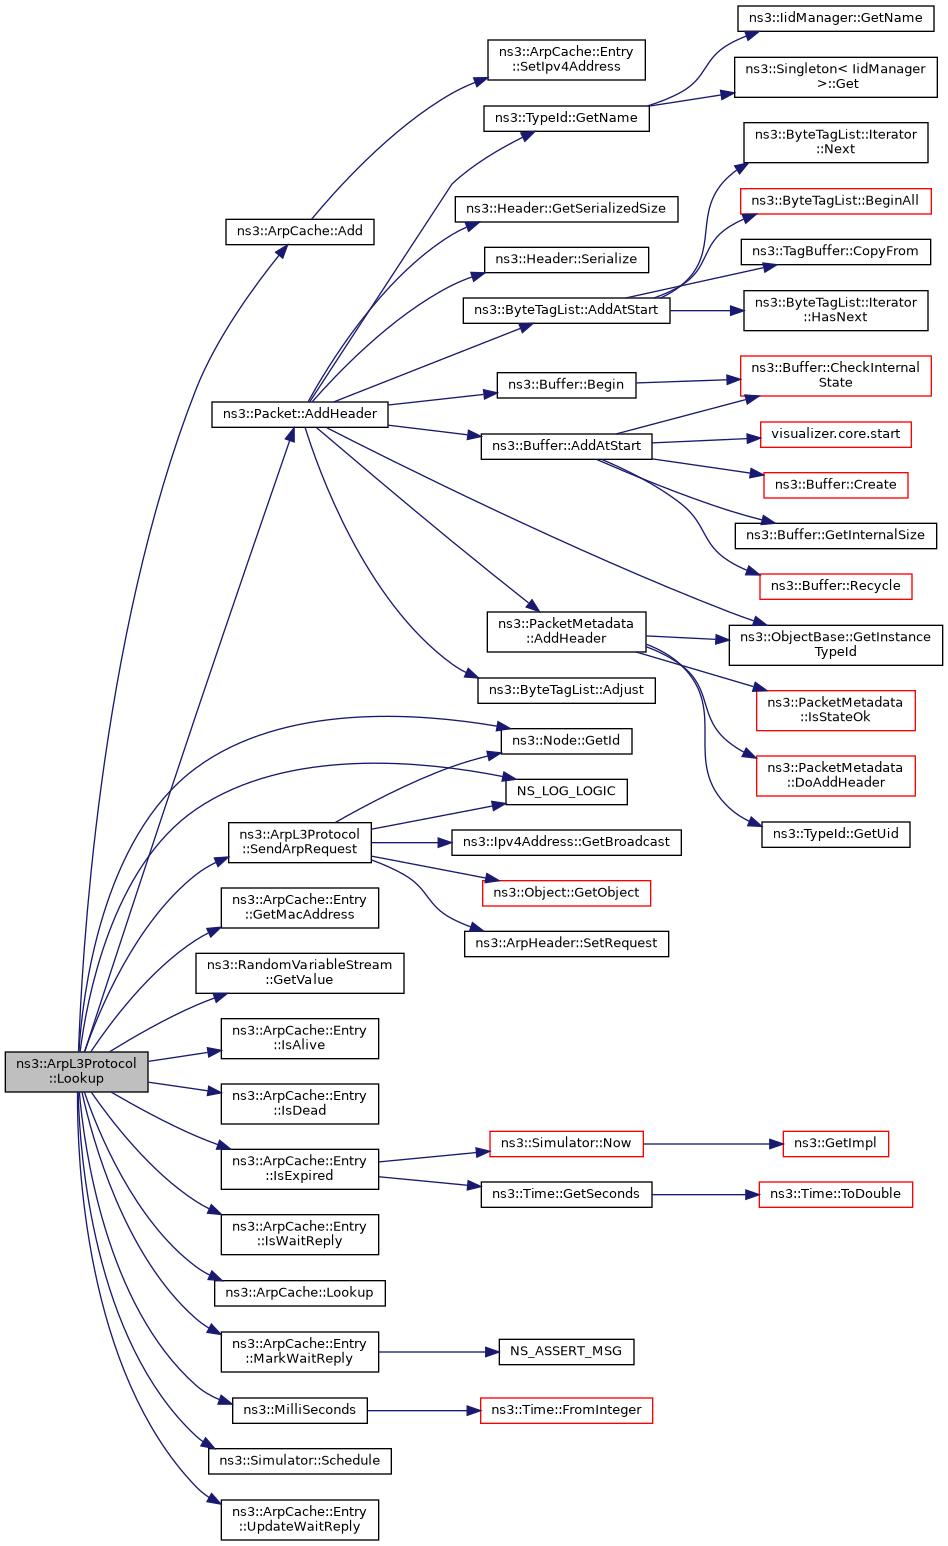 ns3::IidManager::GetName
ns3::ArpCache::Entry
::SetIpv4Address
ns3::Singleton< IidManager
>::Get
ns3::TypeId::GetName
ns3::ByteTagList::Iterator
::Next
ns3::ByteTagList::BeginAll
ns3::Header::GetSerializedSize
ns3::ArpCache::Add
ns3::TagBuffer::CopyFrom
ns3::Header::Serialize
ns3::ByteTagList::AddAtStart
ns3::ByteTagList::Iterator
::HasNext
ns3::Buffer::CheckInternal
State
ns3::Buffer::Begin
ns3::Packet::AddHeader
visualizer.core.start
ns3::Buffer::AddAtStart
ns3::Buffer::Create
ns3::Buffer::GetInternalSize
ns3::Buffer::Recycle
ns3::PacketMetadata
::AddHeader
ns3::ObjectBase::GetInstance
TypeId
ns3::ByteTagList::Adjust
ns3::PacketMetadata
::IsStateOk
ns3::Node::GetId
ns3::PacketMetadata
::DoAddHeader
NS_LOG_LOGIC
ns3::TypeId::GetUid
ns3::ArpL3Protocol
::SendArpRequest
ns3::Ipv4Address::GetBroadcast
ns3::Object::GetObject
ns3::ArpCache::Entry
::GetMacAddress
ns3::ArpHeader::SetRequest
ns3::RandomVariableStream
::GetValue
ns3::ArpCache::Entry
::IsAlive
ns3::ArpL3Protocol
::Lookup
ns3::ArpCache::Entry
::IsDead
ns3::Simulator::Now
ns3::GetImpl
ns3::ArpCache::Entry
::IsExpired
ns3::Time::GetSeconds
ns3::Time::ToDouble
ns3::ArpCache::Entry
::IsWaitReply
ns3::ArpCache::Lookup
ns3::ArpCache::Entry
::MarkWaitReply
NS_ASSERT_MSG
ns3::MilliSeconds
ns3::Time::FromInteger
ns3::Simulator::Schedule
ns3::ArpCache::Entry
::UpdateWaitReply